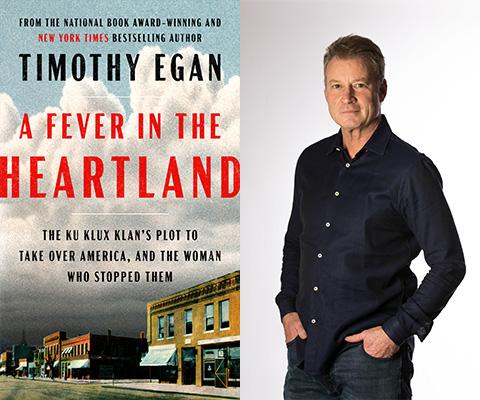 FROM THE NATIONAL BOOK AWARD–WINNING AND
NEW YORK TIMES BESTSELLING AUTHOR
TIMOTHY EGAN
A FEVER IN THE
HEARTLAND
THE KU KLUX KLAN'S PLOT TO
TAKE OVER AMERICA, AND THE WOMAN
WHO STOPPED THEM